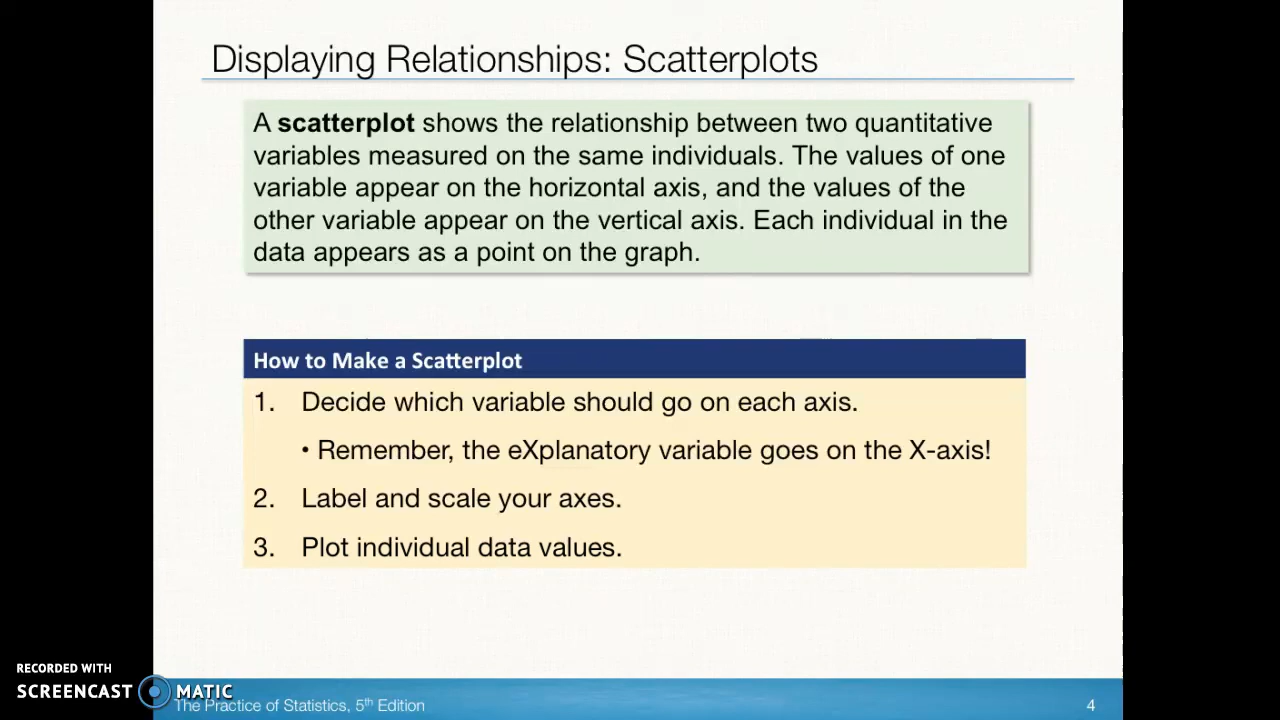 Displaying Relationships: Scatterplots
A scatterplot shows the relationship between two quantitative
variables measured on the same individuals. The values of one
variable appear on the horizontal axis, and the values of the
other variable appear on the vertical axis. Each individual in the
data appears as a point on the graph.
How to Make a Scatterplot
1. Decide which variable should go on each axis.
• Remember, the eXplanatory variable goes on the X-axis!
2. Label and scale your axes.
3. Plot individual data values.
RECORDED WITH
SCREENCAST MATIC
The Practice of Statistics, 5th Edition
4